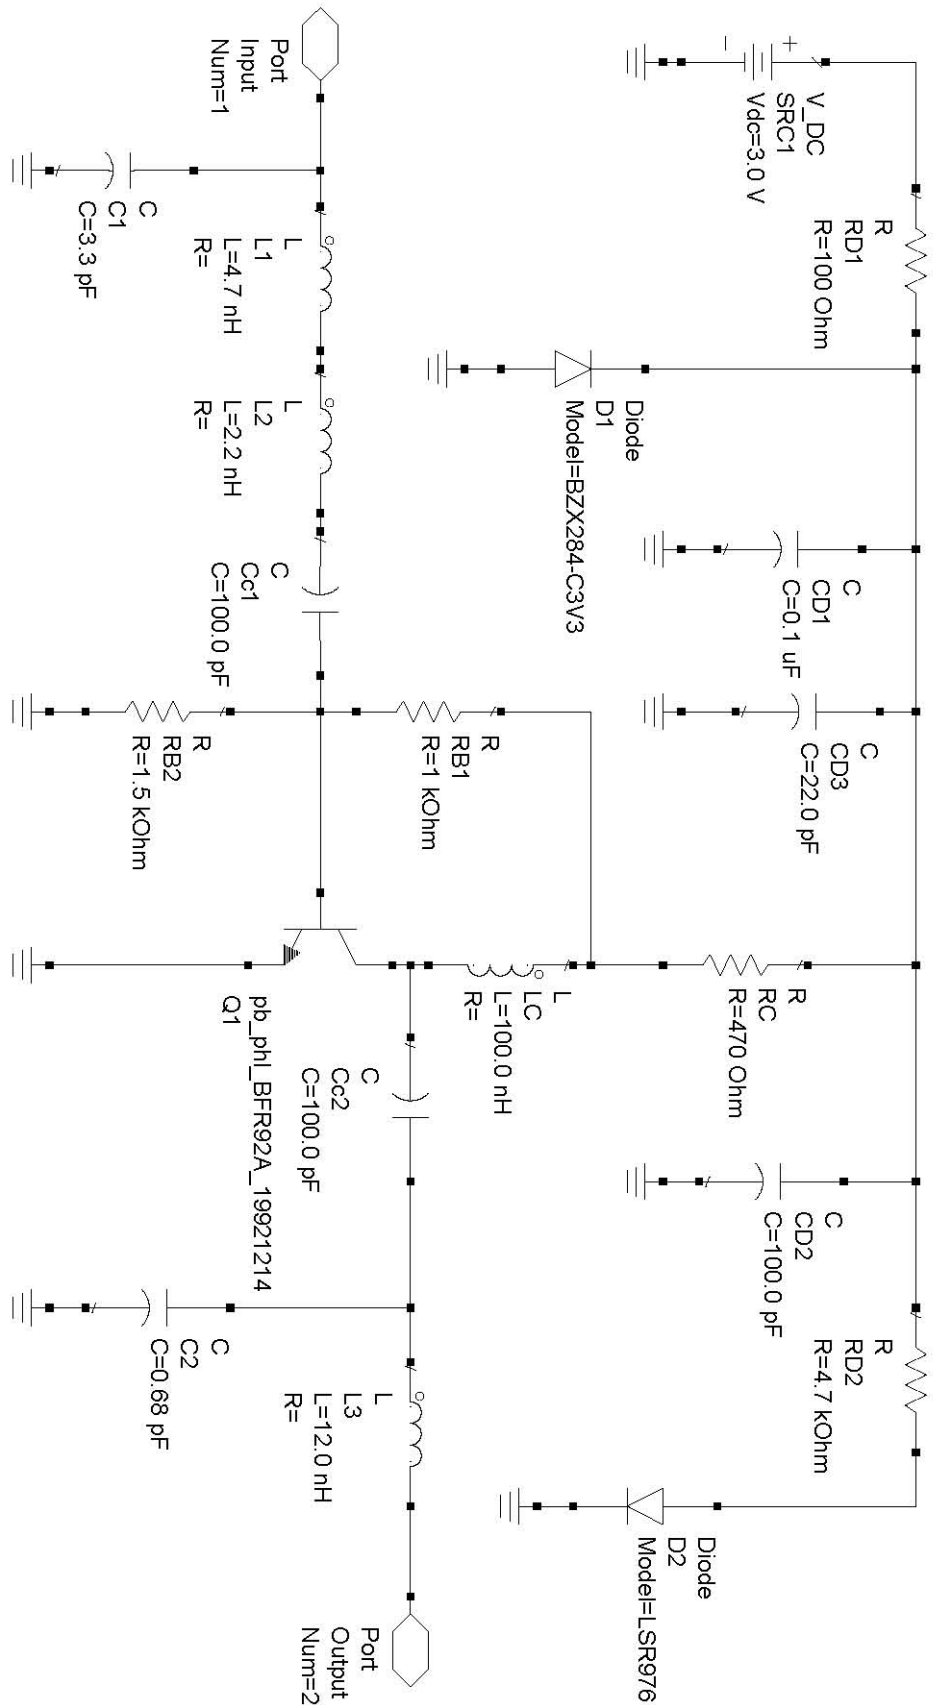 V_DC
SRC1
Vdc=3.0 V
+
-
R
RD1
R=100 Ohm
Diode
D1
Model=BZX284-C3V3
C
CD1
C=0.1 uF
C
CD3
C=22.0 pF
R
RC
R=470 Ohm
C
CD2
C=100.0 pF
R
RD2
R=4.7 kOhm
Diode
D2
Model=LSR976
R
RB1
R=1 kOhm
L
LC
L=100.0 nH
R=
Port
Input
Num=1
C
C1
C=3.3 pF
L
L1
L=4.7 nH
R=
L
L2
L=2.2 nH
R=
C
Cc1
C=100.0 pF
R
RB2
R=1.5 kOhm
pb_phl_BFR92A_19921214
Q1
C
Cc2
C=100.0 pF
C
C2
C=0.68 pF
L
L3
L=12.0 nH
R=
Port
Output
Num=2